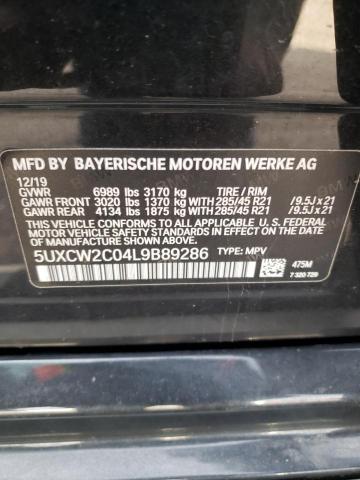 MFD BY BAYERISCHE MOTOREN WERKE AG
12/19
GVWR 6989 lbs 3170 kg TIRE / RIM
GAWR FRONT 3020 lbs 1370 kg WITH 285/45 R21 /9.5J x 21
GAWR REAR 4134 lbs 1875 kg WITH 285/45 R21 /9.5J x 21
THIS VEHICLE CONFORMS TO ALL APPLICABLE U.S. FEDERAL
MOTOR VEHICLE SAFETY STANDARDS IN EFFECT ON THE
DATE OF MANUFACTURE SHOWN ABOVE.
5UXCW2C04L9B89286 TYPE: MPV
475M
7 320 729